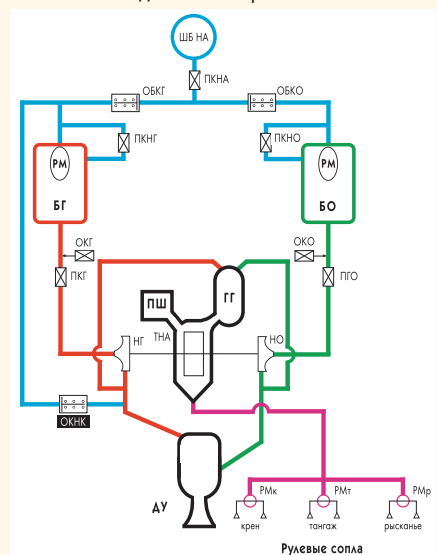 ШБ НА
ПКНА
ОБКГ
ОБКО
ПКНГ
ПКНО
РМ
РМ
БГ
БО
ОКГ
ОКО
ПКГ
ПГО
ПШ
ГГ
ТНА
НГ
НО
ОКНК
ДУ
РМк
РМт
РМр
крен
тангаж
рысканье
Рулевые сопла